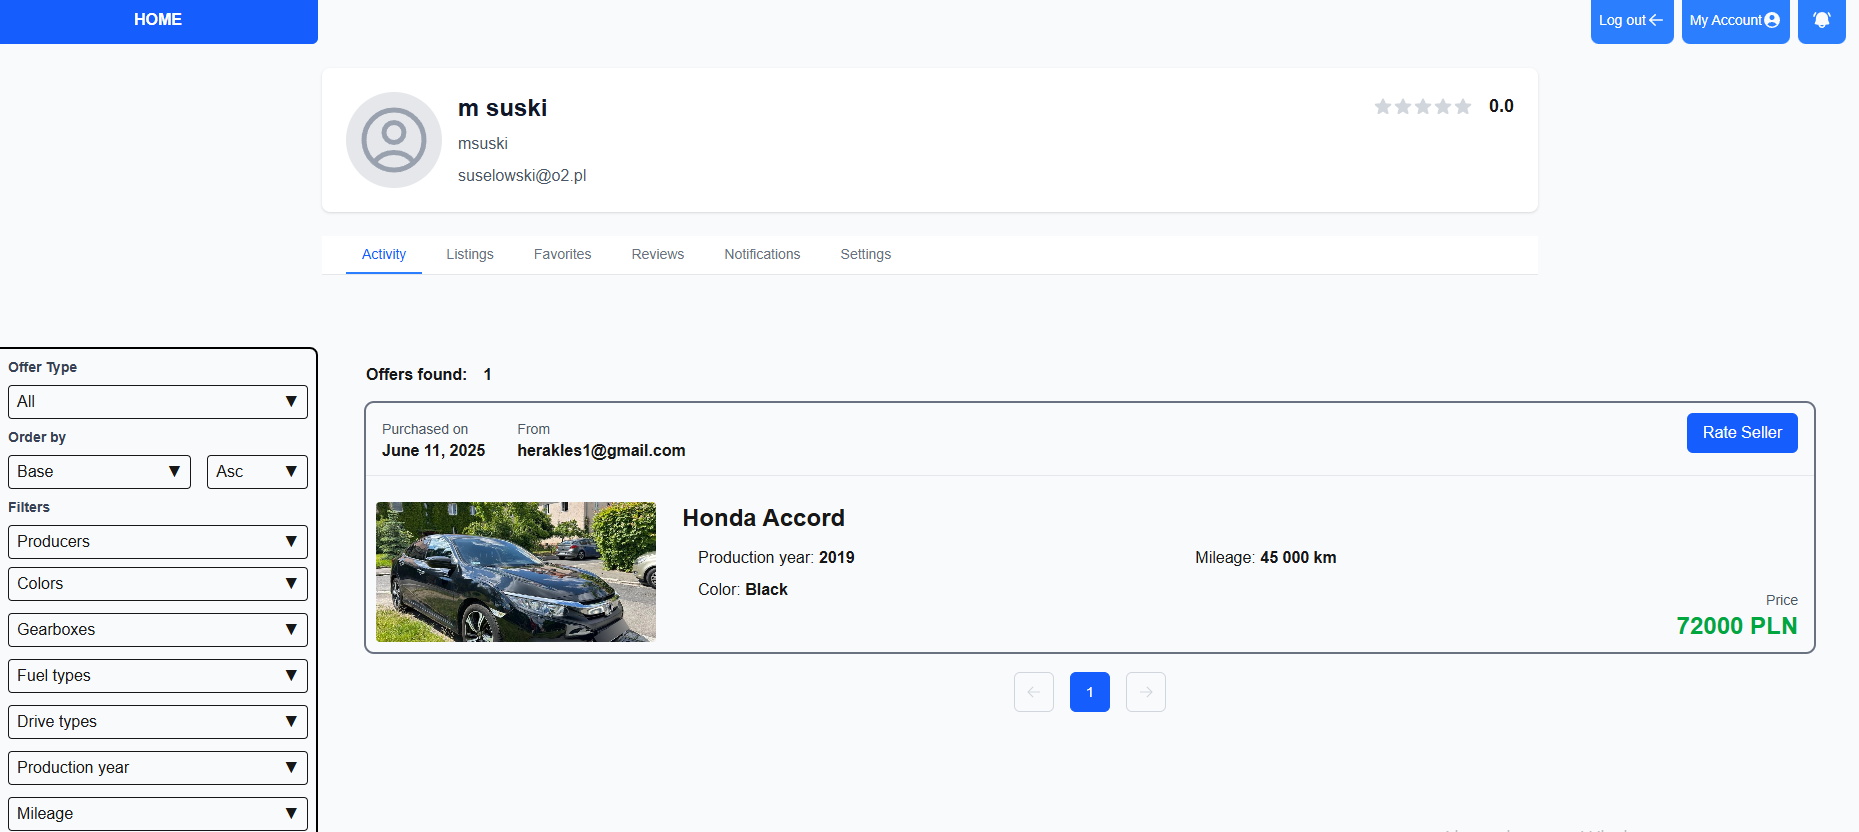 HOME
Log out
My Account
m suski
0.0
msuski
suselowski@o2.pl
Activity Listings Favorites Reviews Notifications Settings
Offer Type
All
Order by
Base Asc
Filters
Producers
Colors
Gearboxes
Fuel types
Drive types
Production year
Mileage
Offers found: 1
Purchased on From
June 11, 2025 herakles1@gmail.com
Rate Seller
Honda Accord
Production year: 2019 Mileage: 45 000 km
Color: Black
Price
72000 PLN
1